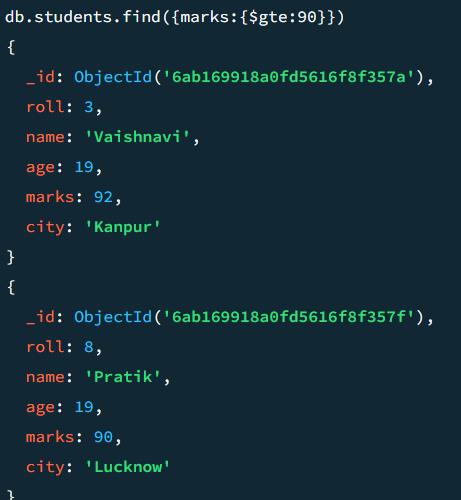 db.students.find({marks:{$gte:90}})
{
  _id: ObjectId('6ab169918a0fd5616f8f357a'),
  roll: 3,
  name: 'Vaishnavi',
  age: 19,
  marks: 92,
  city: 'Kanpur'
}
{
  _id: ObjectId('6ab169918a0fd5616f8f357f'),
  roll: 8,
  name: 'Pratik',
  age: 19,
  marks: 90,
  city: 'Lucknow'
}